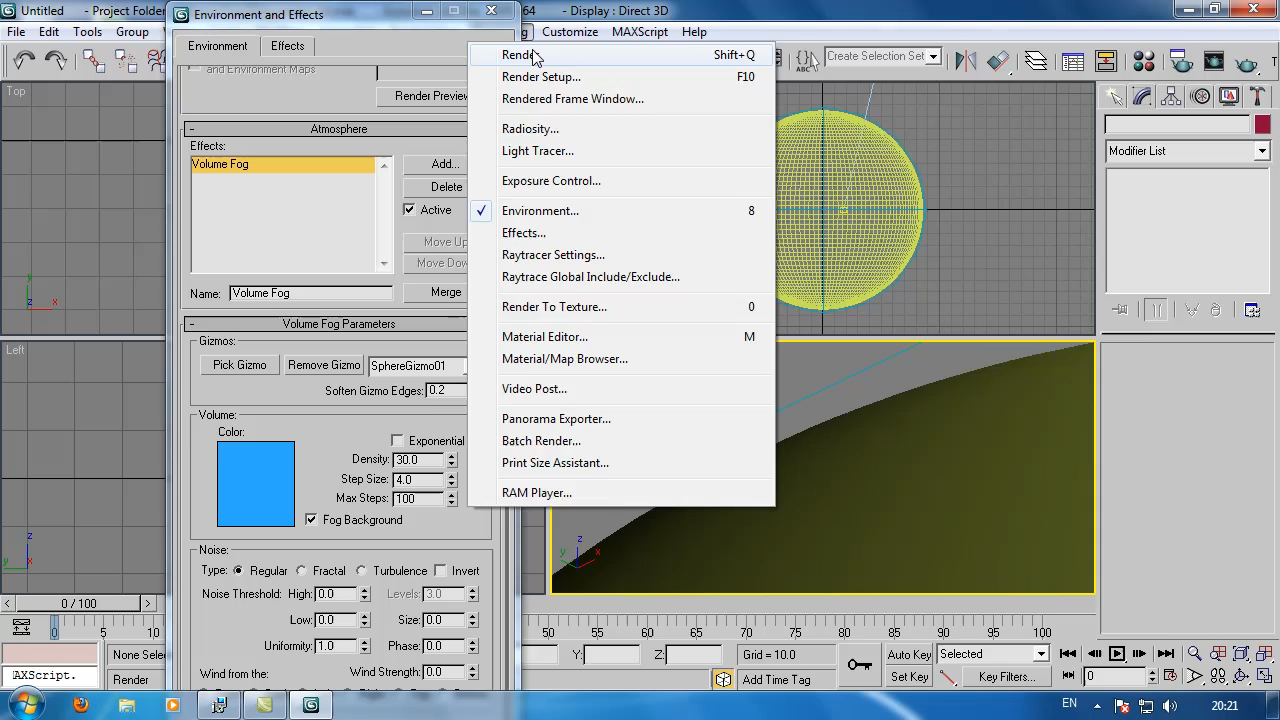 Untitled - Project Folder
Environment and Effects
64 - Display : Direct 3D
File Edit Tools Group
Customize MAXScript Help
Environment Effects
Create Selection Set
ABC
Top
and Environment Maps
Render Preview
Atmosphere
Effects:
Volume Fog
Add...
Delete
Active
Move Up
Move Down
Name: Volume Fog
Merge
Volume Fog Parameters
Gizmos:
Pick Gizmo Remove Gizmo SphereGizmo01
Soften Gizmo Edges: 0.2
Volume:
Color:
Exponential
Density: 30.0
Step Size: 4.0
Max Steps: 100
Fog Background
Noise:
Type: Regular Fractal Turbulence Invert
Noise Threshold: High: 0.0 Levels: 3.0
Low: 0.0 Size: 0.0
Uniformity: 1.0 Phase: 0.0
Wind from the: Wind Strength: 0.0
Render Shift+Q
Render Setup... F10
Rendered Frame Window...
Radiosity...
Light Tracer...
Exposure Control...
Environment... 8
Effects...
Raytracer Settings...
Raytrace Global Include/Exclude...
Render To Texture... 0
Material Editor... M
Material/Map Browser...
Video Post...
Panorama Exporter...
Batch Render...
Print Size Assistant...
RAM Player...
Modifier List
Left
y x
z
y x
z
z
y x
0 / 100
0 5 10
50 55 60 65 70 75 80 85 90 95 100
None Selec
Y: Z: Grid = 10.0
Auto Key Selected
AXScript.
Render
Add Time Tag
Set Key Key Filters... 0
EN 20:21